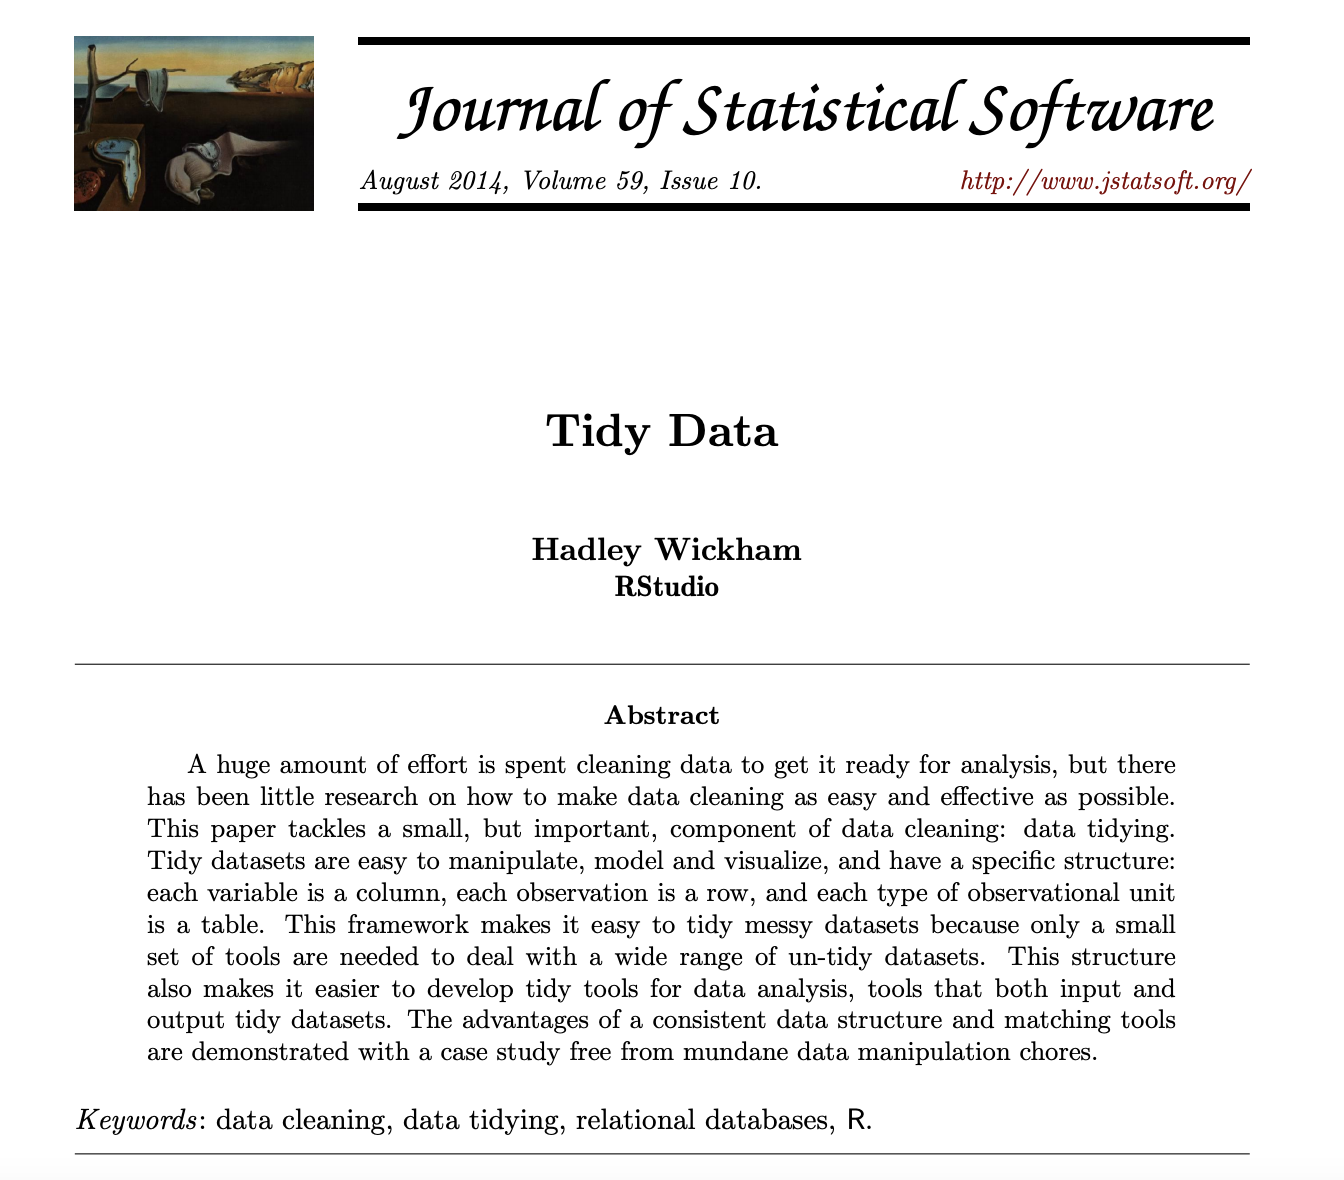 Journal of Statistical Software
August 2014, Volume 59, Issue 10.
http://www.jstatsoft.org/
Tidy Data
Hadley Wickham
RStudio
Abstract
A huge amount of effort is spent cleaning data to get it ready for analysis, but there
has been little research on how to make data cleaning as easy and effective as possible.
This paper tackles a small, but important, component of data cleaning: data tidying.
Tidy datasets are easy to manipulate, model and visualize, and have a specific structure:
each variable is a column, each observation is a row, and each type of observational unit
is a table. This framework makes it easy to tidy messy datasets because only a small
set of tools are needed to deal with a wide range of un-tidy datasets. This structure
also makes it easier to develop tidy tools for data analysis, tools that both input and
output tidy datasets. The advantages of a consistent data structure and matching tools
are demonstrated with a case study free from mundane data manipulation chores.
Keywords: data cleaning, data tidying, relational databases, R.